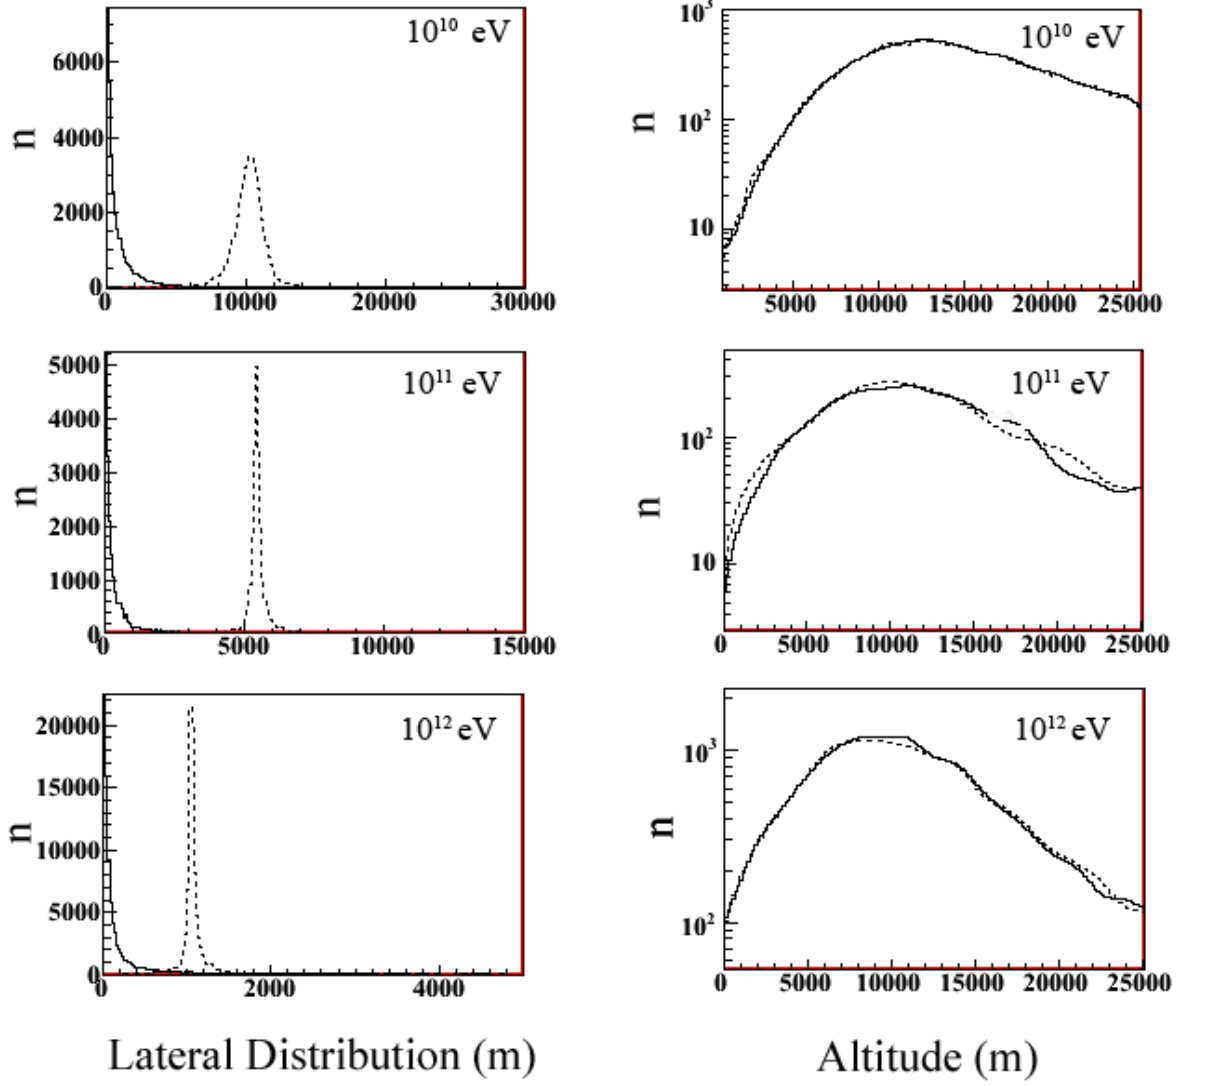 10¹⁰ eV
6000
4000
2000
0
n
0 10000 20000 30000
10⁵ 10¹⁰ eV
10²
10
n
5000 10000 15000 20000 25000
5000
4000
3000
2000
1000
0
10¹¹ eV
n
0 5000 10000 15000
10¹¹ eV
10²
10
n
0 5000 10000 15000 20000 25000
20000
15000
10000
5000
0
10¹² eV
n
0 2000 4000
10¹² eV
10³
10²
n
0 5000 10000 15000 20000 25000
Lateral Distribution (m)
Altitude (m)